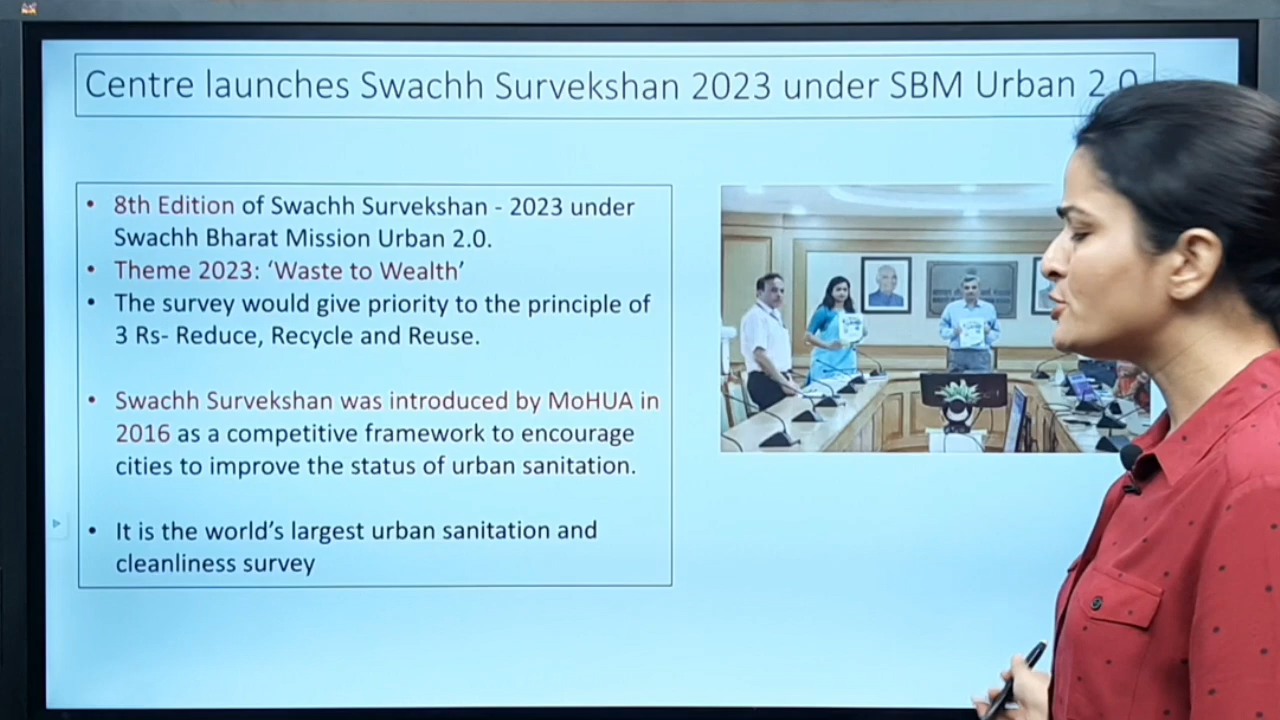 Centre launches Swachh Survekshan 2023 under SBM Urban 2.0
• 8th Edition of Swachh Survekshan - 2023 under
Swachh Bharat Mission Urban 2.0.
• Theme 2023: ‘Waste to Wealth’
• The survey would give priority to the principle of
3 Rs- Reduce, Recycle and Reuse.
• Swachh Survekshan was introduced by MoHUA in
2016 as a competitive framework to encourage
cities to improve the status of urban sanitation.
• It is the world’s largest urban sanitation and
cleanliness survey